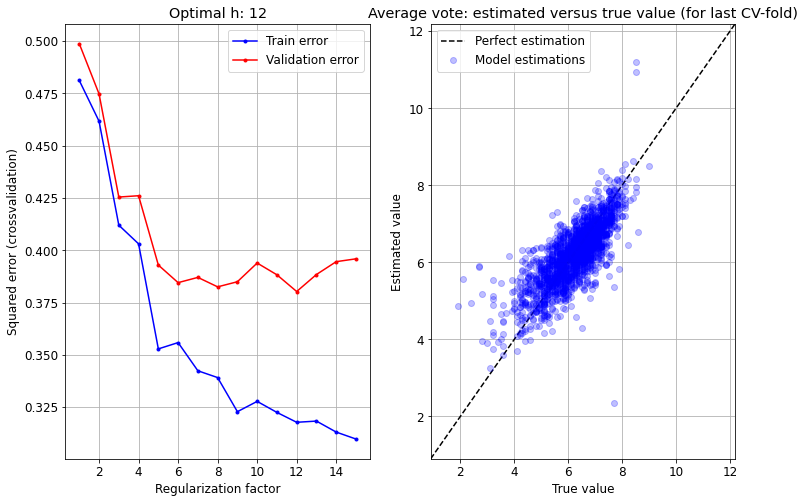 Optimal h: 12
Train error
Validation error
0.500
0.475
0.450
0.425
0.400
0.375
0.350
0.325
2
4
6
8
10
12
14
Squared error (crossvalidation)
Regularization factor
Average vote: estimated versus true value (for last CV-fold)
Perfect estimation
Model estimations
12
10
8
6
4
2
2
4
6
8
10
12
Estimated value
True value